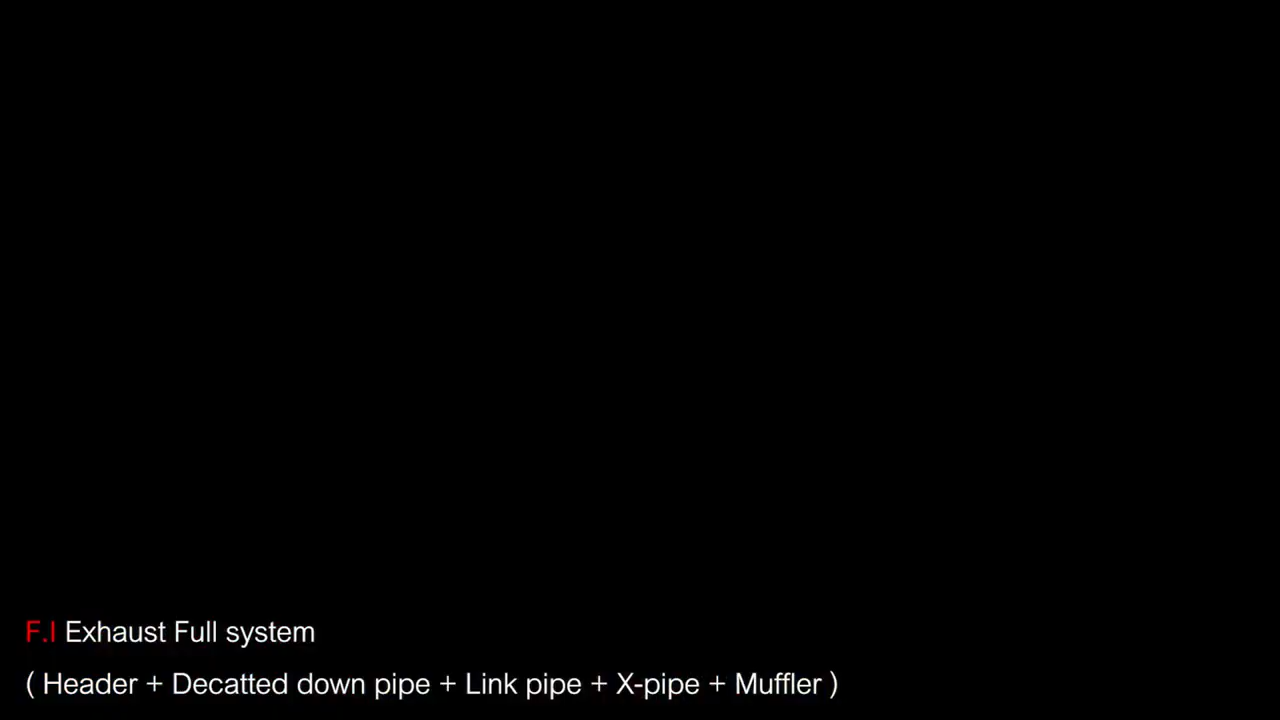 F.I Exhaust Full system
( Header + Decatted down pipe + Link pipe + X-pipe + Muffler )